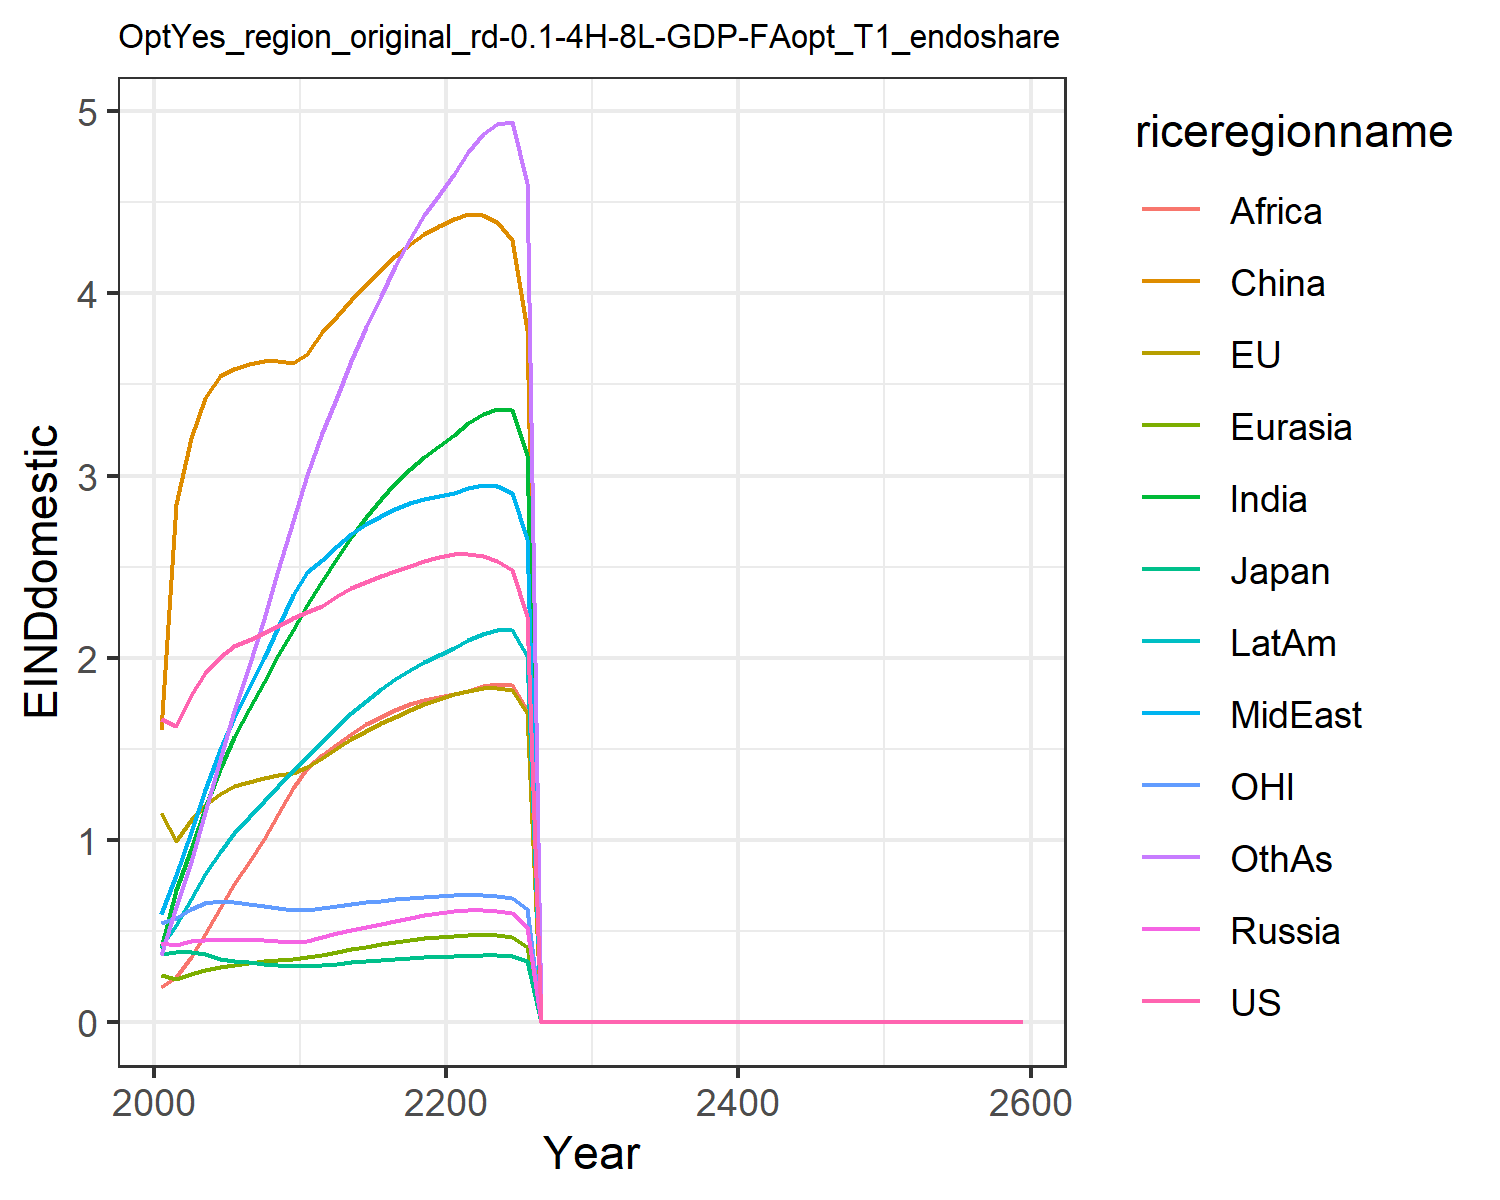 OptYes_region_original_rd-0.1-4H-8L-GDP-FAopt_T1_endoshare
5
4
3
2
1
0
EINDdomestic
2000
2200
2400
2600
Year
riceregionname
Africa
China
EU
Eurasia
India
Japan
LatAm
MidEast
OHI
OthAs
Russia
US